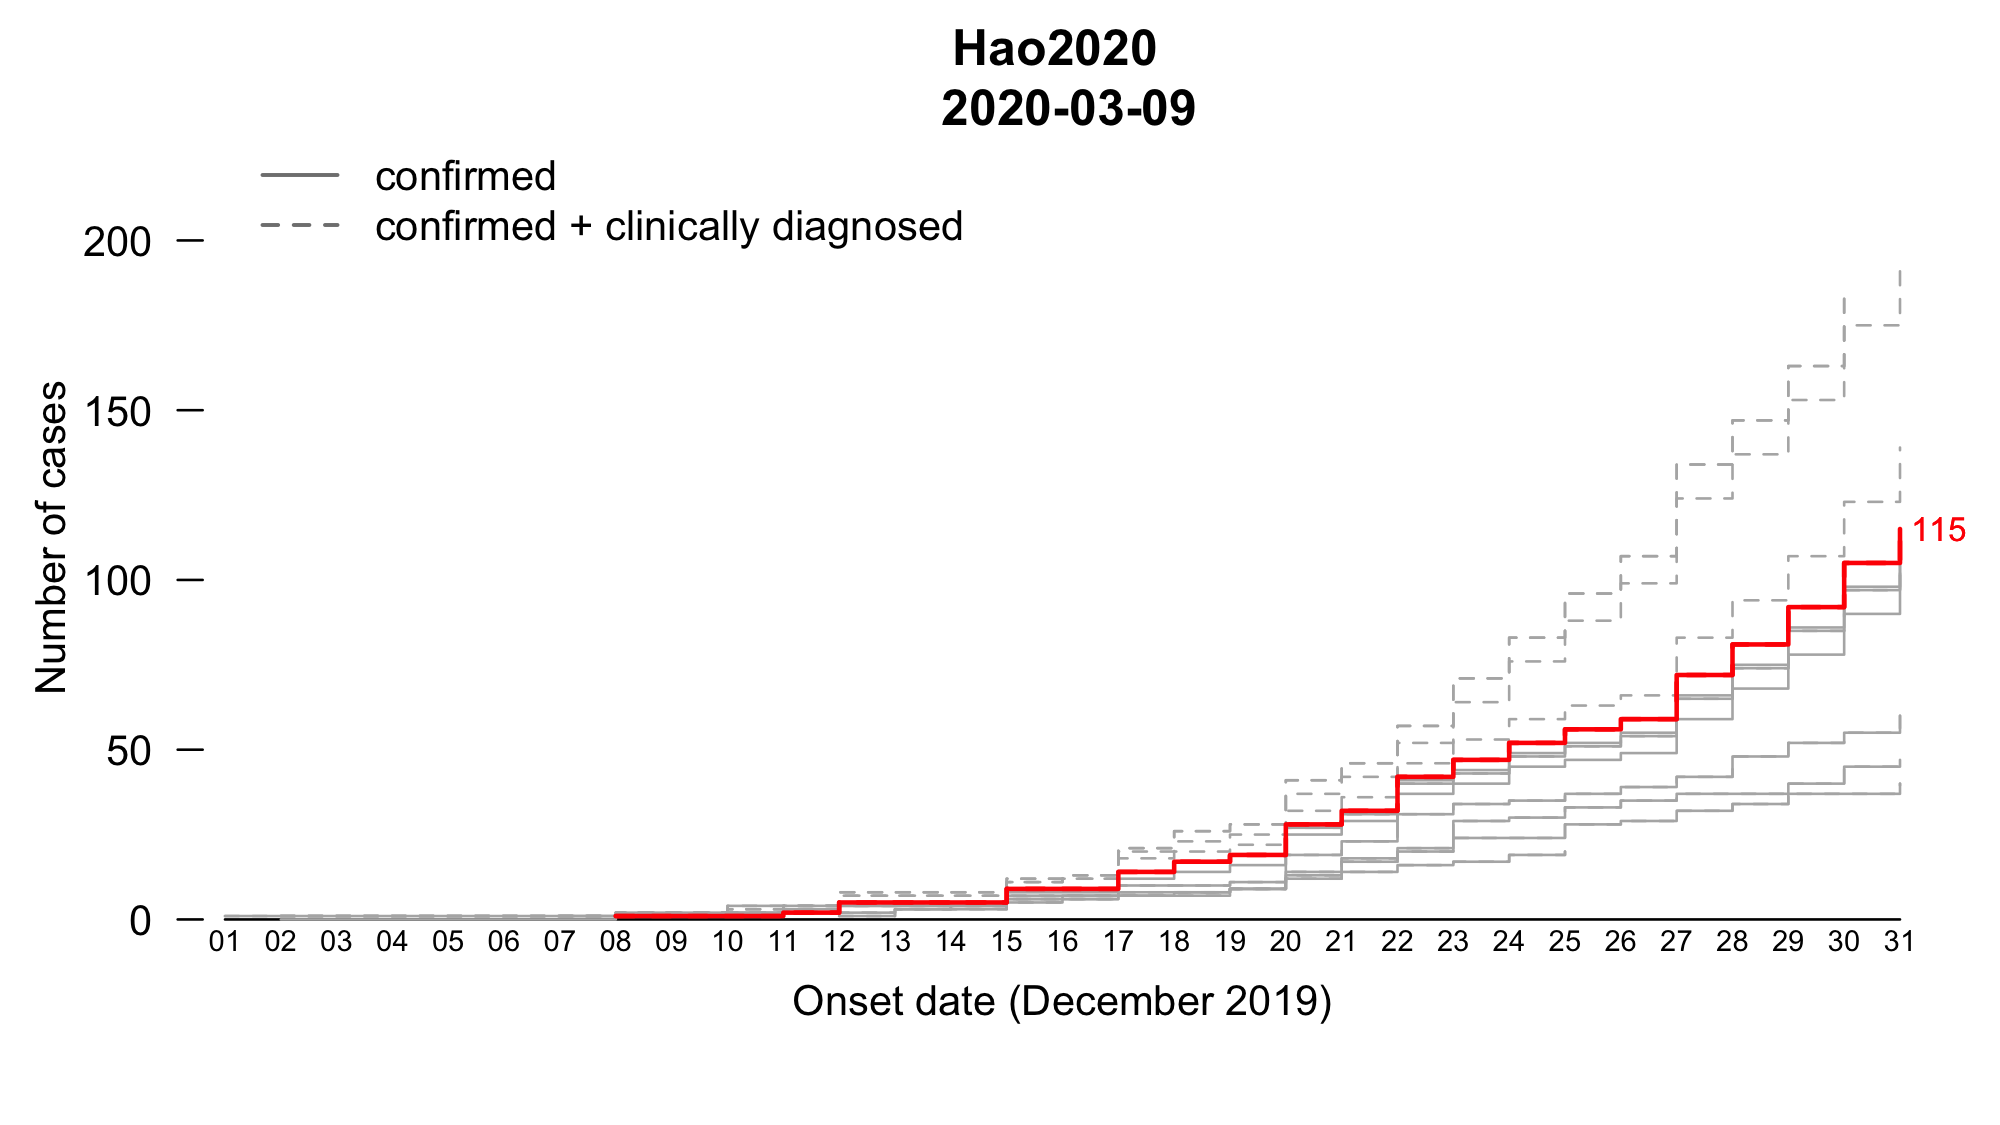 Hao2020
2020-03-09
confirmed
confirmed + clinically diagnosed
Number of cases
200
150
100
50
0
115
01 02 03 04 05 06 07 08 09 10 11 12 13 14 15 16 17 18 19 20 21 22 23 24 25 26 27 28 29 30 31
Onset date (December 2019)